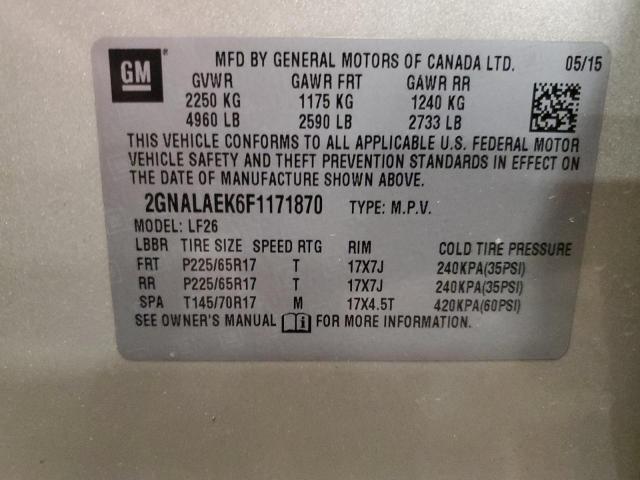 GM
MFD BY GENERAL MOTORS OF CANADA LTD. 05/15
GVWR GAWR FRT GAWR RR
2250 KG 1175 KG 1240 KG
4960 LB 2590 LB 2733 LB
THIS VEHICLE CONFORMS TO ALL APPLICABLE U.S. FEDERAL MOTOR
VEHICLE SAFETY AND THEFT PREVENTION STANDARDS IN EFFECT ON
THE DATE OF MANUFACTURE SHOWN ABOVE.
2GNALAEK6F1171870 TYPE: M.P.V.
MODEL: LF26
LBBR TIRE SIZE SPEED RTG RIM COLD TIRE PRESSURE
FRT P225/65R17 T 17X7J 240KPA(35PSI)
RR P225/65R17 T 17X7J 240KPA(35PSI)
SPA T145/70R17 M 17X4.5T 420KPA(60PSI)
SEE OWNER'S MANUAL FOR MORE INFORMATION.